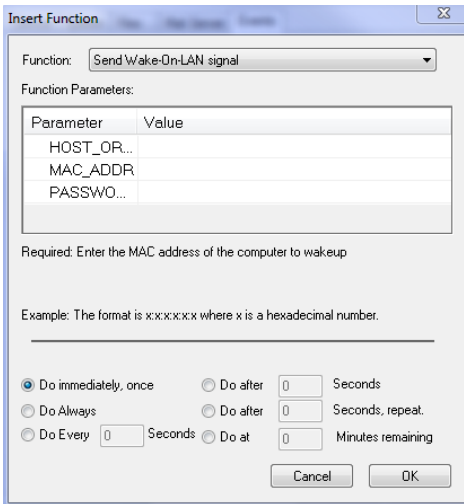 Insert Function
Function: Send Wake-On-LAN signal
Function Parameters:
Parameter Value
HOST_OR...
MAC_ADDR
PASSWO...
Required: Enter the MAC address of the computer to wakeup
Example: The format is x:x:x:x:x:x where x is a hexadecimal number.
Do immediately, once Do after 0 Seconds
Do Always Do after 0 Seconds, repeat.
Do Every 0 Seconds Do at 0 Minutes remaining
Cancel OK